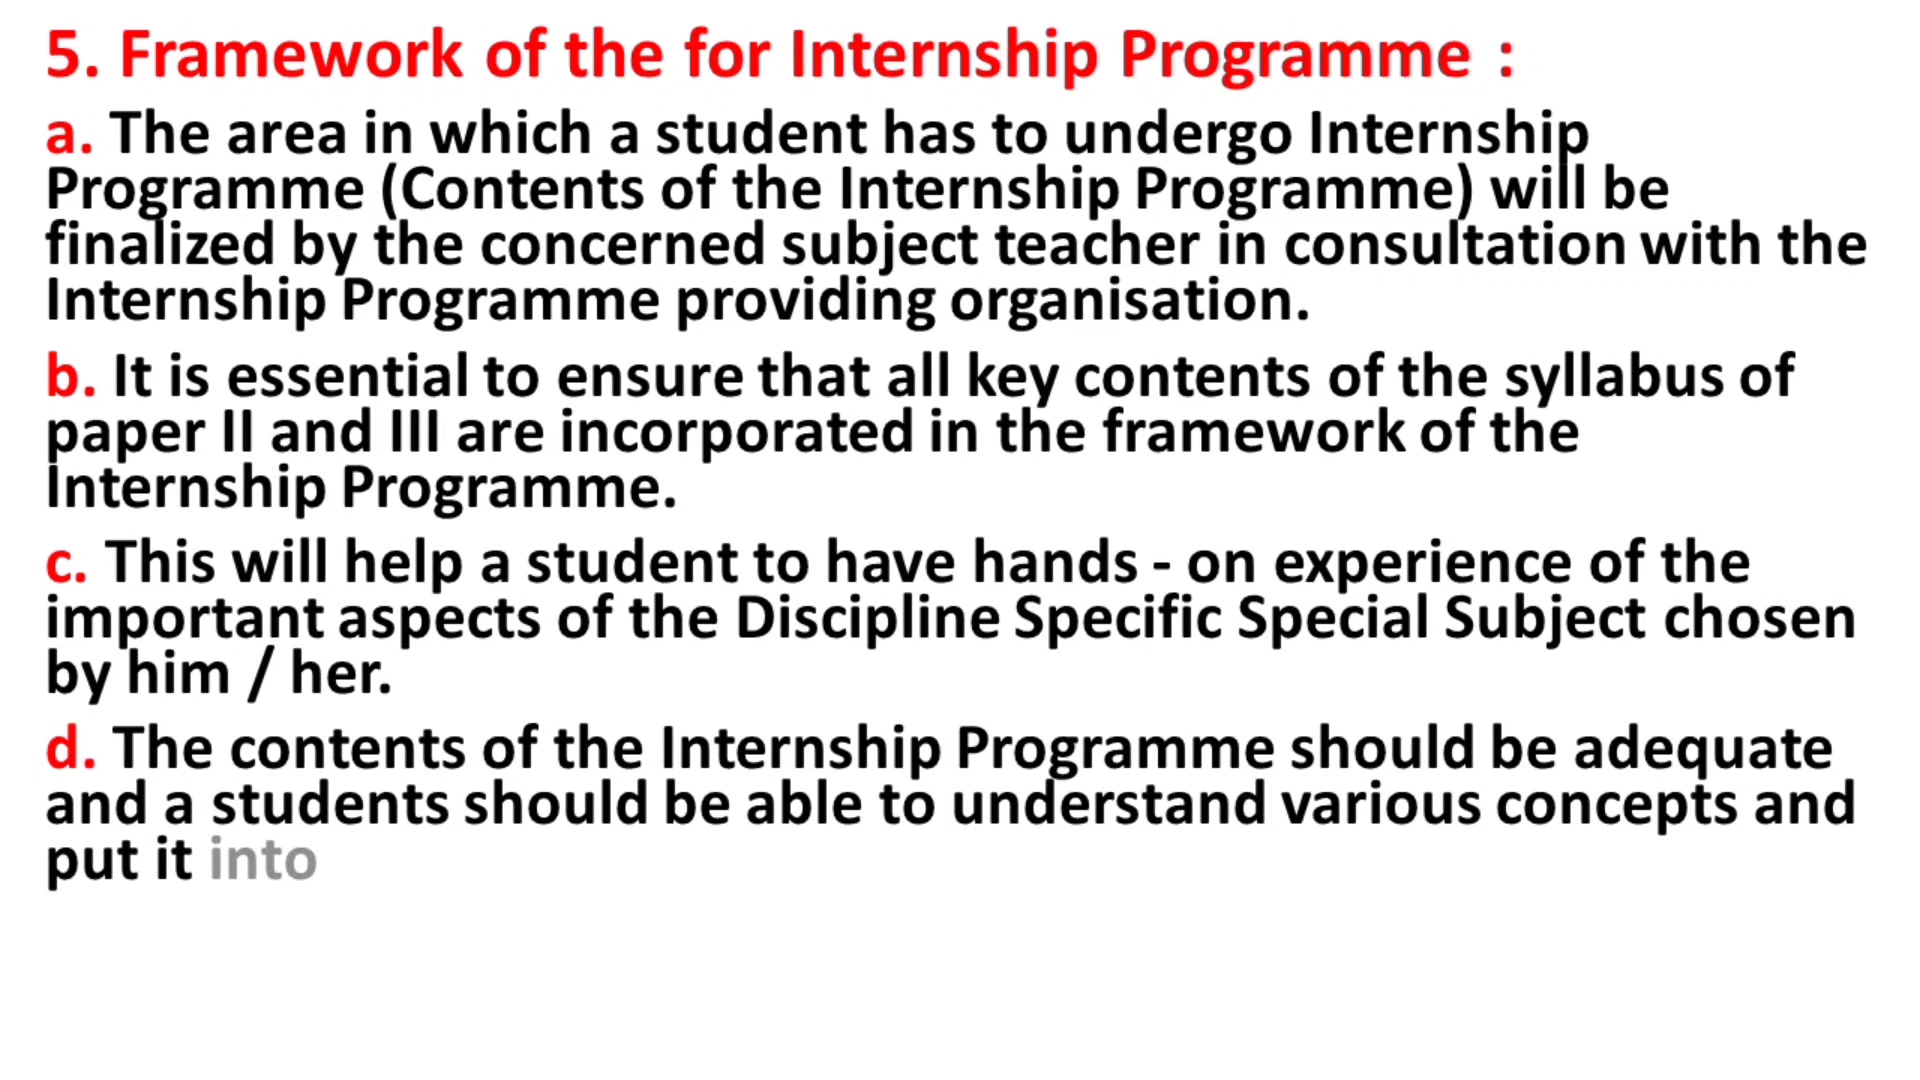 5. Framework of the for Internship Programme :
a. The area in which a student has to undergo Internship
Programme (Contents of the Internship Programme) will be
finalized by the concerned subject teacher in consultation with the
Internship Programme providing organisation.
b. It is essential to ensure that all key contents of the syllabus of
paper II and III are incorporated in the framework of the
Internship Programme.
c. This will help a student to have hands - on experience of the
important aspects of the Discipline Specific Special Subject chosen
by him / her.
d. The contents of the Internship Programme should be adequate
and a students should be able to understand various concepts and
put it into